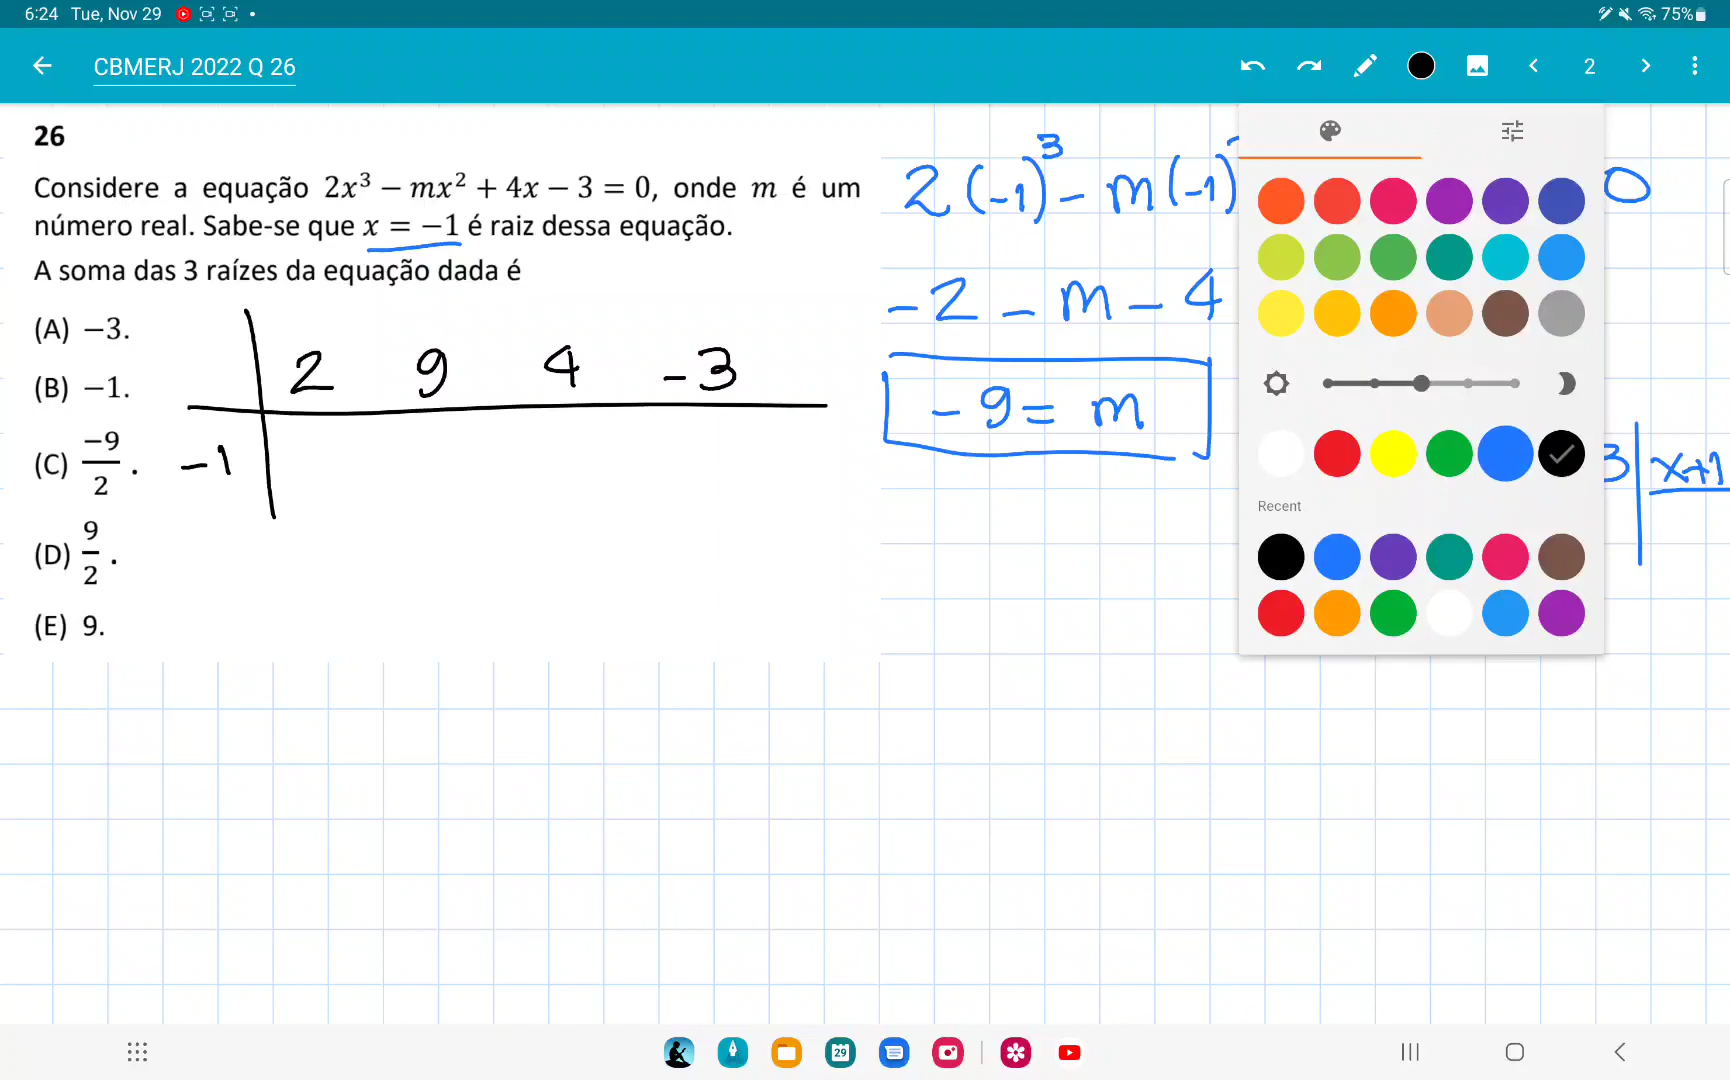 6:24 Tue, Nov 29
75%
CBMERJ 2022 Q 26
2
26
Considere a equação 2x³ − mx² + 4x − 3 = 0, onde m é um
número real. Sabe-se que x = −1 é raiz dessa equação.
A soma das 3 raízes da equação dada é
(A) −3.
(B) −1.
(C) −9/2 .
(D) 9/2 .
(E) 9.
2 9 4 -3
-1
2(-1)³ - m(-1)
0
-2 - m - 4
-9 = m
3 | x+1
Recent
29